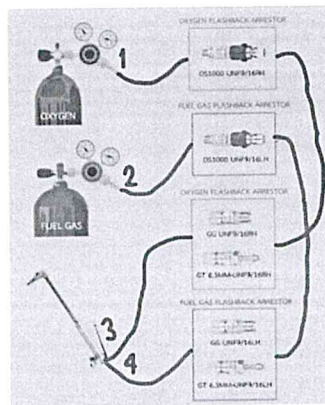 OXYGEN FLASHBACK ARRESTOR
1
DS1000 UNF9/16RH
OXYGEN
FUEL GAS FLASHBACK ARRESTOR
2
DS1000 UNF9/16LH
FUEL GAS
OXYGEN FLASHBACK ARRESTOR
GG UNF9/16RH
GT 6,3MM-UNF9/16RH
3
FUEL GAS FLASHBACK ARRESTOR
4
GG UNF9/16LH
GT 6,3MM-UNF9/16LH